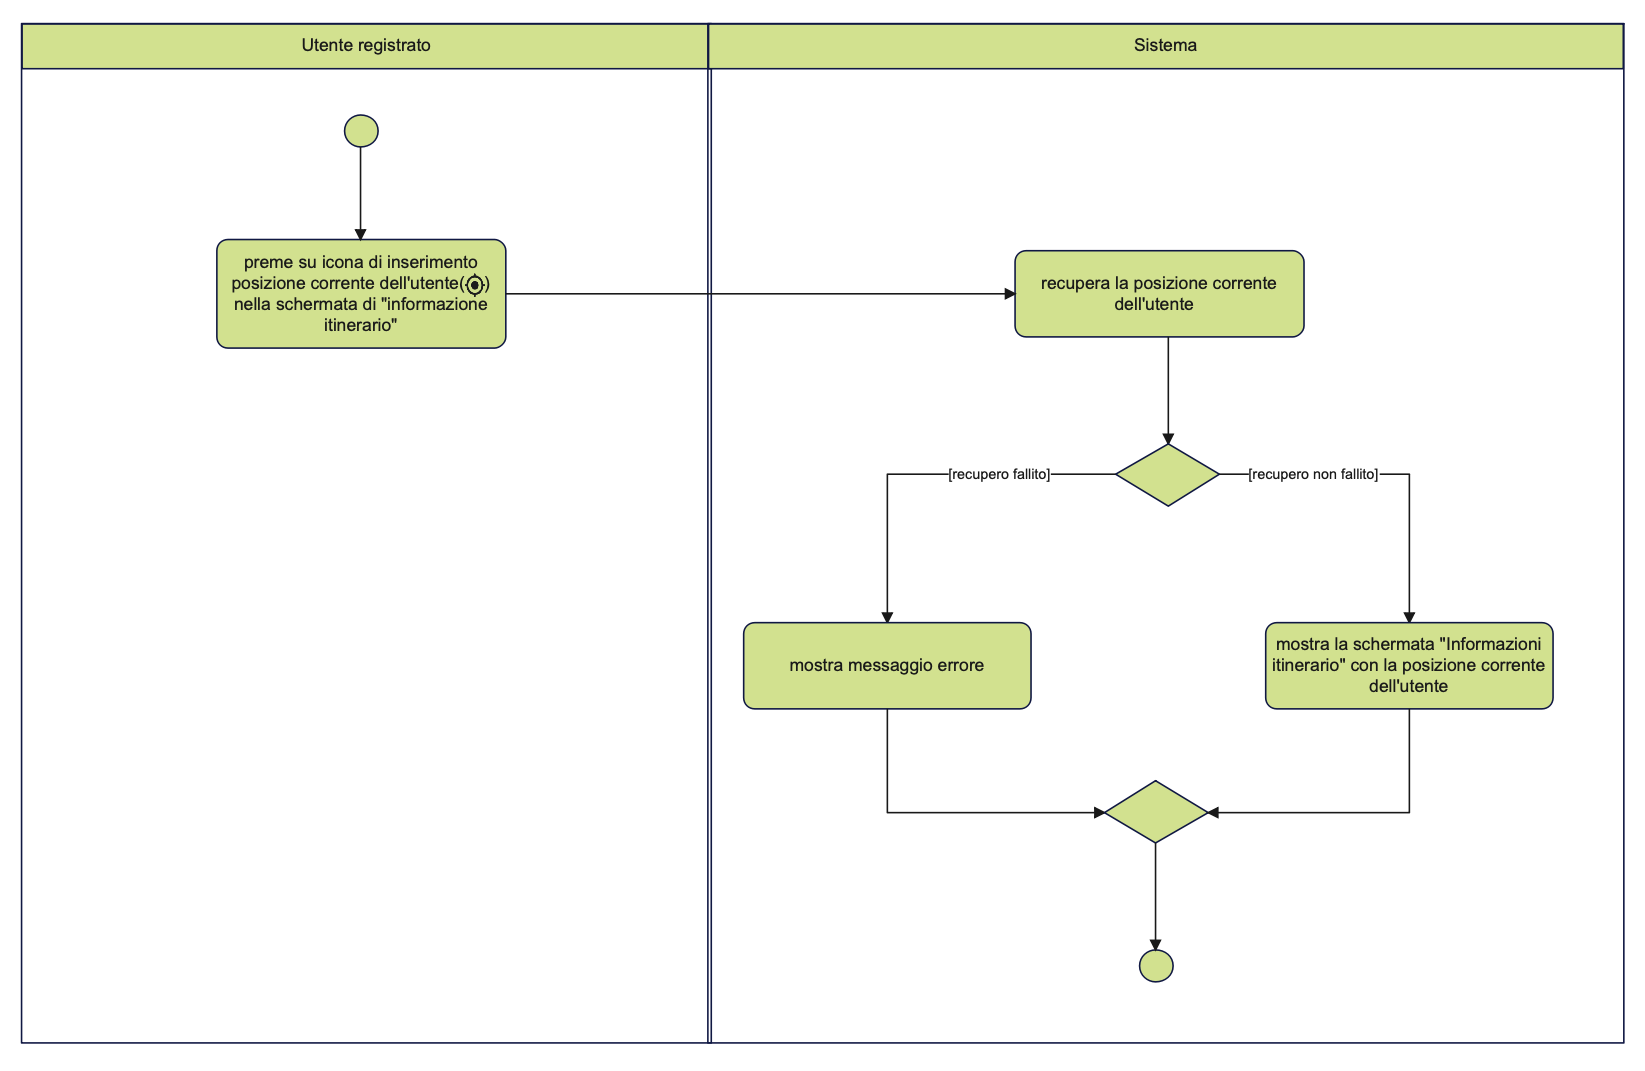 Utente registrato
Sistema
preme su icona di inserimento
posizione corrente dell'utente()
nella schermata di "informazione
itinerario"
recupera la posizione corrente
dell'utente
[recupero fallito]
[recupero non fallito]
mostra messaggio errore
mostra la schermata "Informazioni
itinerario" con la posizione corrente
dell'utente